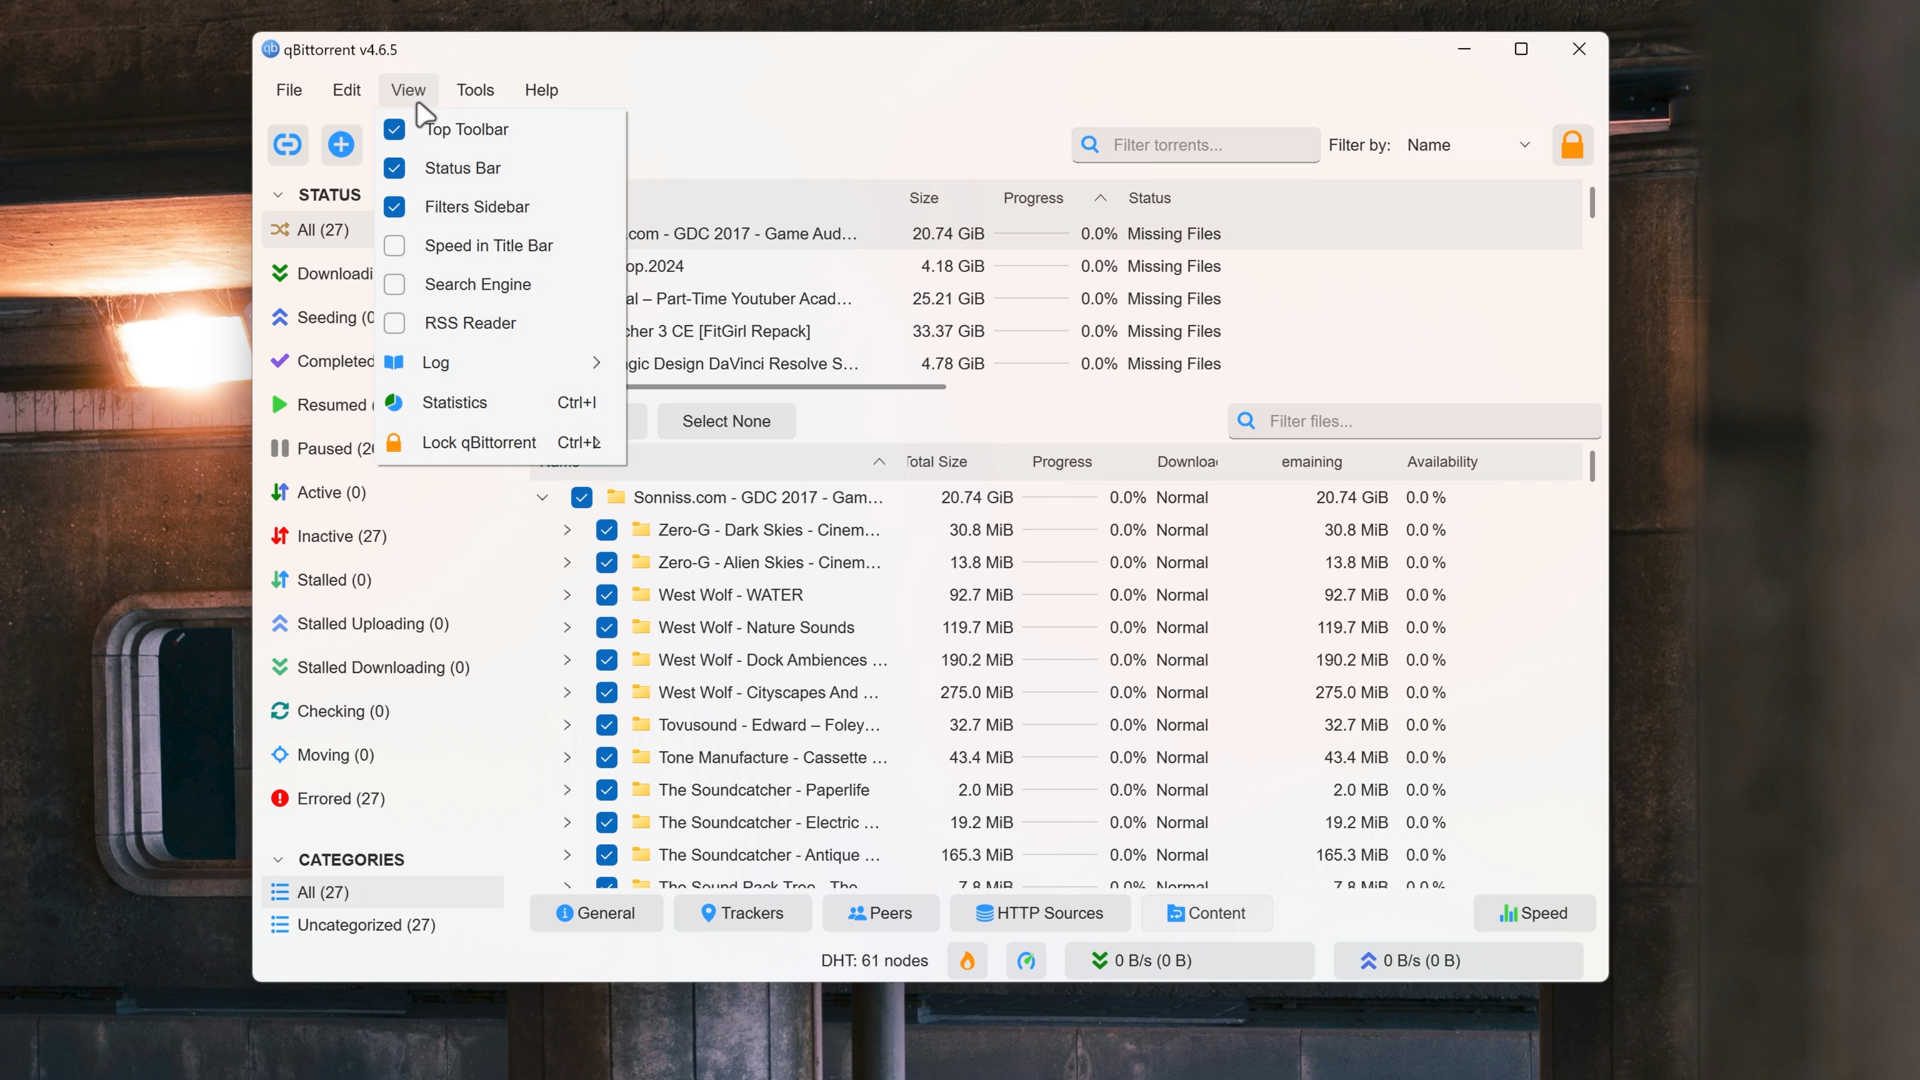 qBittorrent v4.6.5
File Edit View Tools Help
Top Toolbar
Status Bar
Filters Sidebar
Speed in Title Bar
Search Engine
RSS Reader
Log
Statistics Ctrl+I
Lock qBittorrent Ctrl+L
Filter torrents...
Filter by: Name
STATUS
All (27)
Downloadi
Seeding (0
Completed
Resumed (
Paused (2
Active (0)
Inactive (27)
Stalled (0)
Stalled Uploading (0)
Stalled Downloading (0)
Checking (0)
Moving (0)
Errored (27)
CATEGORIES
All (27)
Uncategorized (27)
Size Progress Status
.com - GDC 2017 - Game Aud... 20.74 GiB 0.0% Missing Files
op.2024 4.18 GiB 0.0% Missing Files
al – Part-Time Youtuber Acad... 25.21 GiB 0.0% Missing Files
cher 3 CE [FitGirl Repack] 33.37 GiB 0.0% Missing Files
gic Design DaVinci Resolve S... 4.78 GiB 0.0% Missing Files
Select None
Filter files...
Name Total Size Progress Downloa emaining Availability
Sonniss.com - GDC 2017 - Gam... 20.74 GiB 0.0% Normal 20.74 GiB 0.0 %
Zero-G - Dark Skies - Cinem... 30.8 MiB 0.0% Normal 30.8 MiB 0.0 %
Zero-G - Alien Skies - Cinem... 13.8 MiB 0.0% Normal 13.8 MiB 0.0 %
West Wolf - WATER 92.7 MiB 0.0% Normal 92.7 MiB 0.0 %
West Wolf - Nature Sounds 119.7 MiB 0.0% Normal 119.7 MiB 0.0 %
West Wolf - Dock Ambiences ... 190.2 MiB 0.0% Normal 190.2 MiB 0.0 %
West Wolf - Cityscapes And ... 275.0 MiB 0.0% Normal 275.0 MiB 0.0 %
Tovusound - Edward – Foley... 32.7 MiB 0.0% Normal 32.7 MiB 0.0 %
Tone Manufacture - Cassette ... 43.4 MiB 0.0% Normal 43.4 MiB 0.0 %
The Soundcatcher - Paperlife 2.0 MiB 0.0% Normal 2.0 MiB 0.0 %
The Soundcatcher - Electric ... 19.2 MiB 0.0% Normal 19.2 MiB 0.0 %
The Soundcatcher - Antique ... 165.3 MiB 0.0% Normal 165.3 MiB 0.0 %
The Sound Pack Tree - The 7.8 MiB 0.0% Normal 7.8 MiB 0.0 %
General Trackers Peers HTTP Sources Content Speed
DHT: 61 nodes 0 B/s (0 B) 0 B/s (0 B)